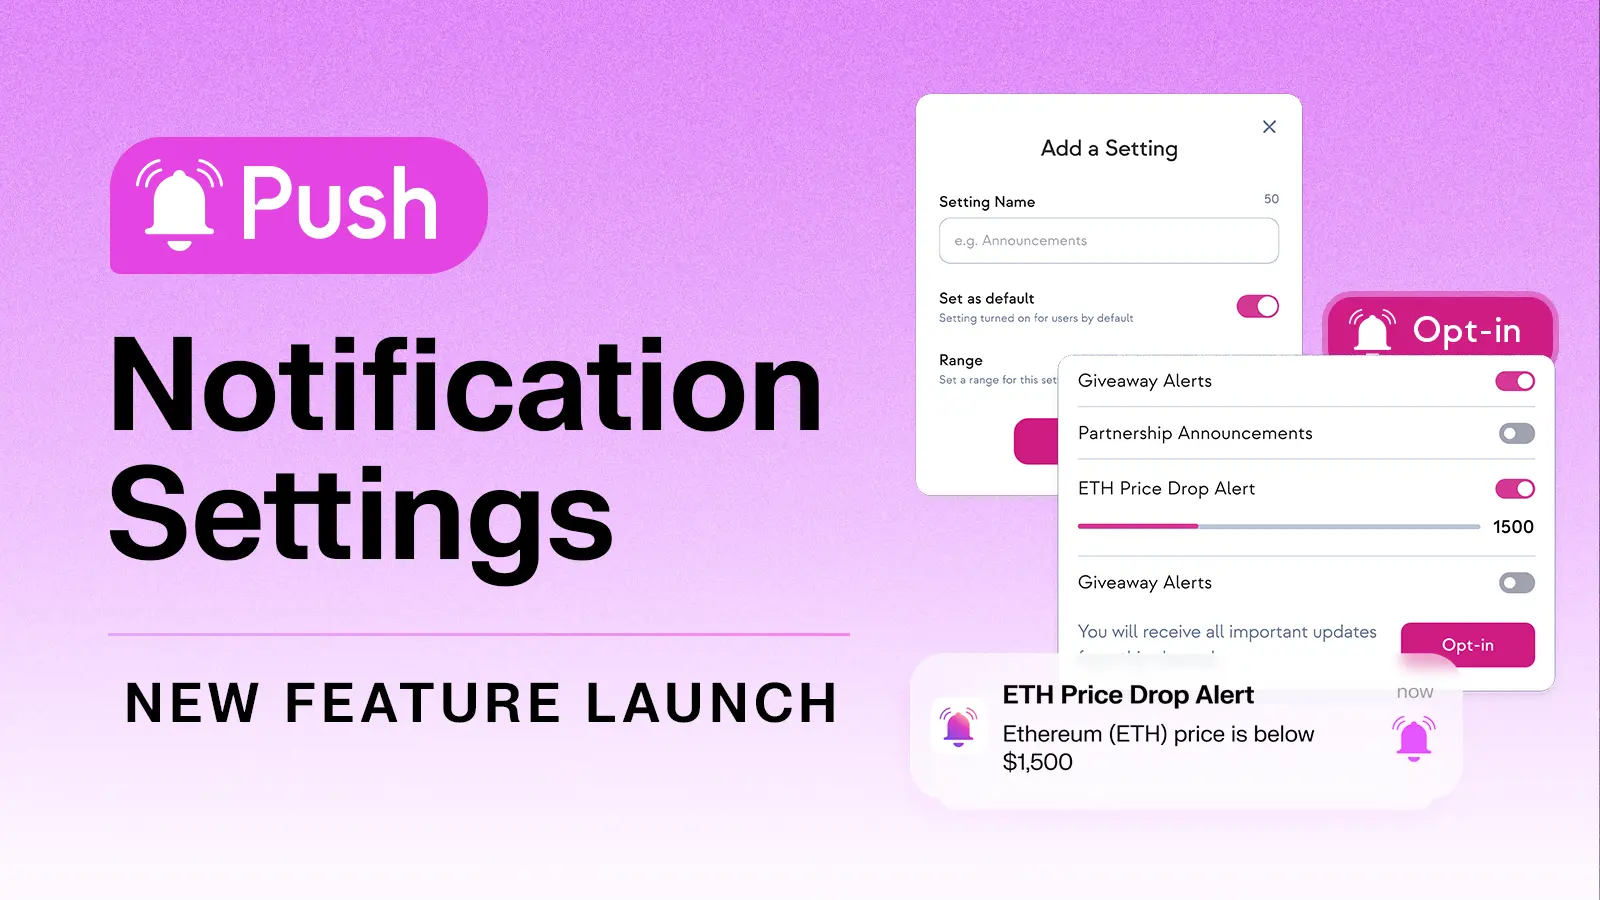 Push
Notification
Settings
NEW FEATURE LAUNCH
Add a Setting
Setting Name
50
e.g. Announcements
Set as default
Setting turned on for users by default
Range
Set a range for this set
Opt-in
Giveaway Alerts
Partnership Announcements
ETH Price Drop Alert
1500
Giveaway Alerts
You will receive all important updates
Opt-in
ETH Price Drop Alert
now
Ethereum (ETH) price is below
$1,500